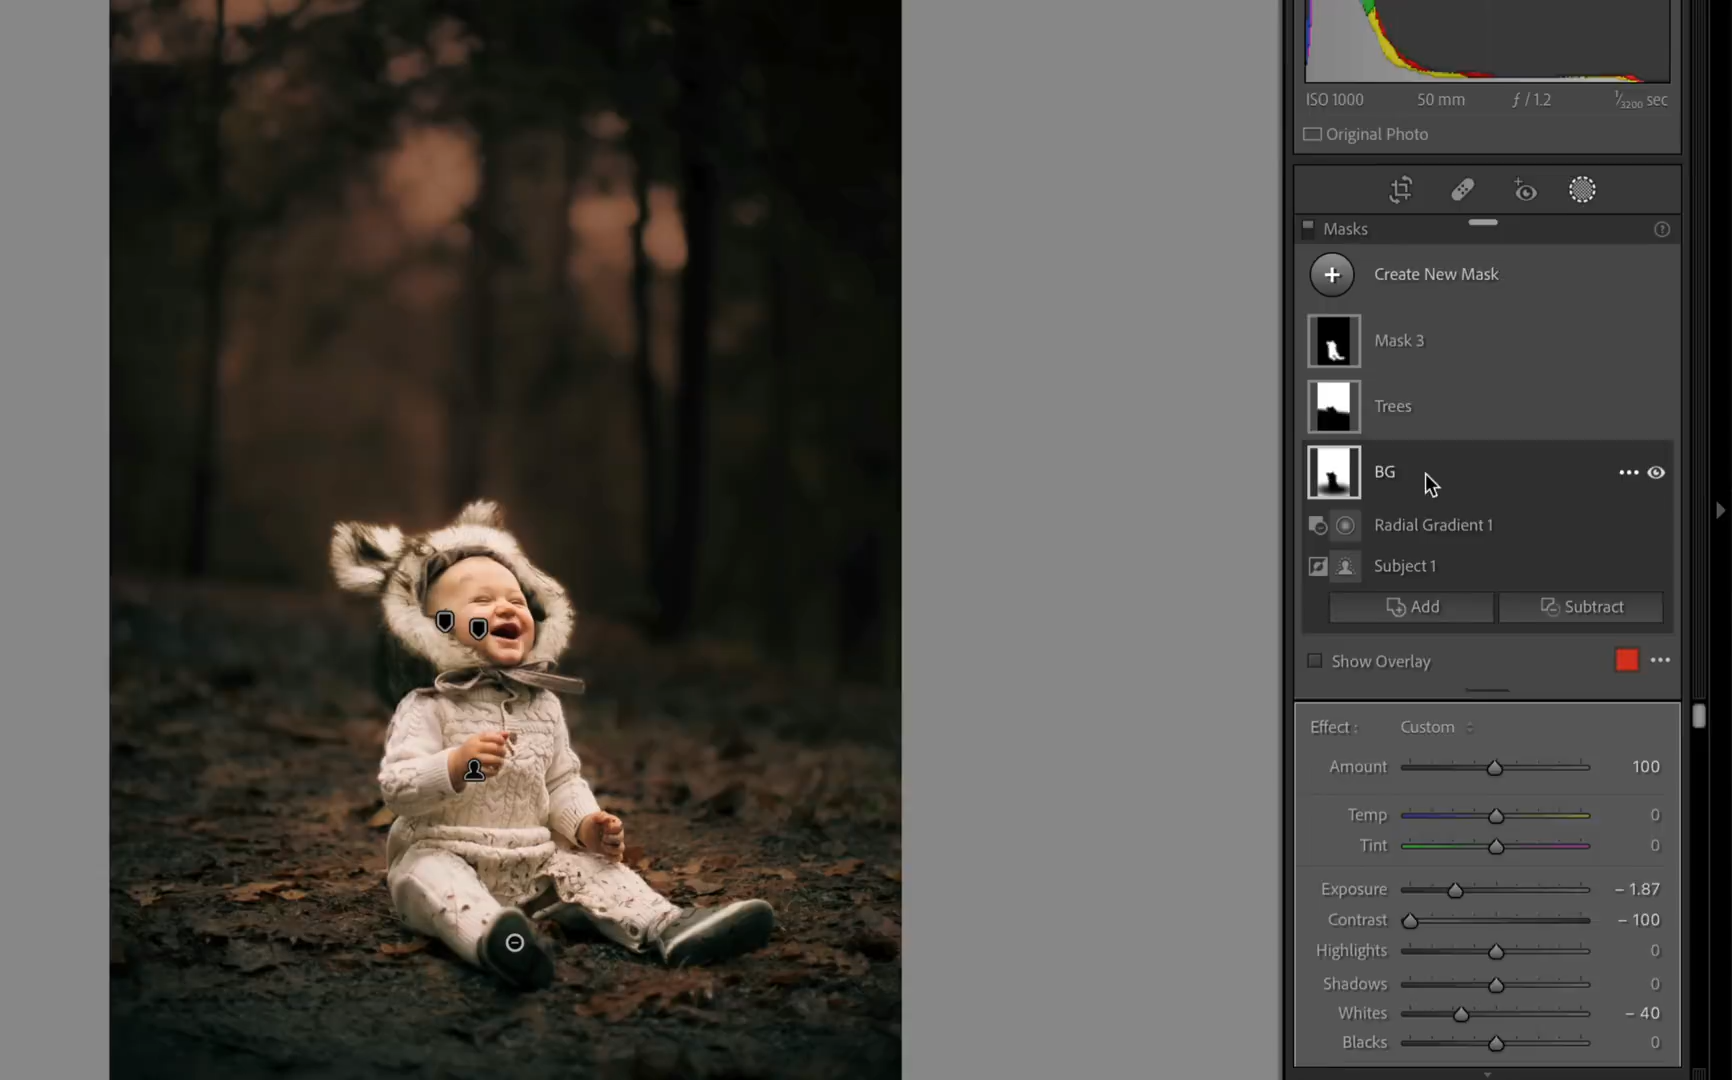 ISO 1000 50 mm ƒ / 1.2 1/3200 sec
Original Photo
Masks
Create New Mask
Mask 3
Trees
BG
Radial Gradient 1
Subject 1
Add Subtract
Show Overlay
Effect : Custom
Amount 100
Temp 0
Tint 0
Exposure – 1.87
Contrast – 100
Highlights 0
Shadows 0
Whites – 40
Blacks 0